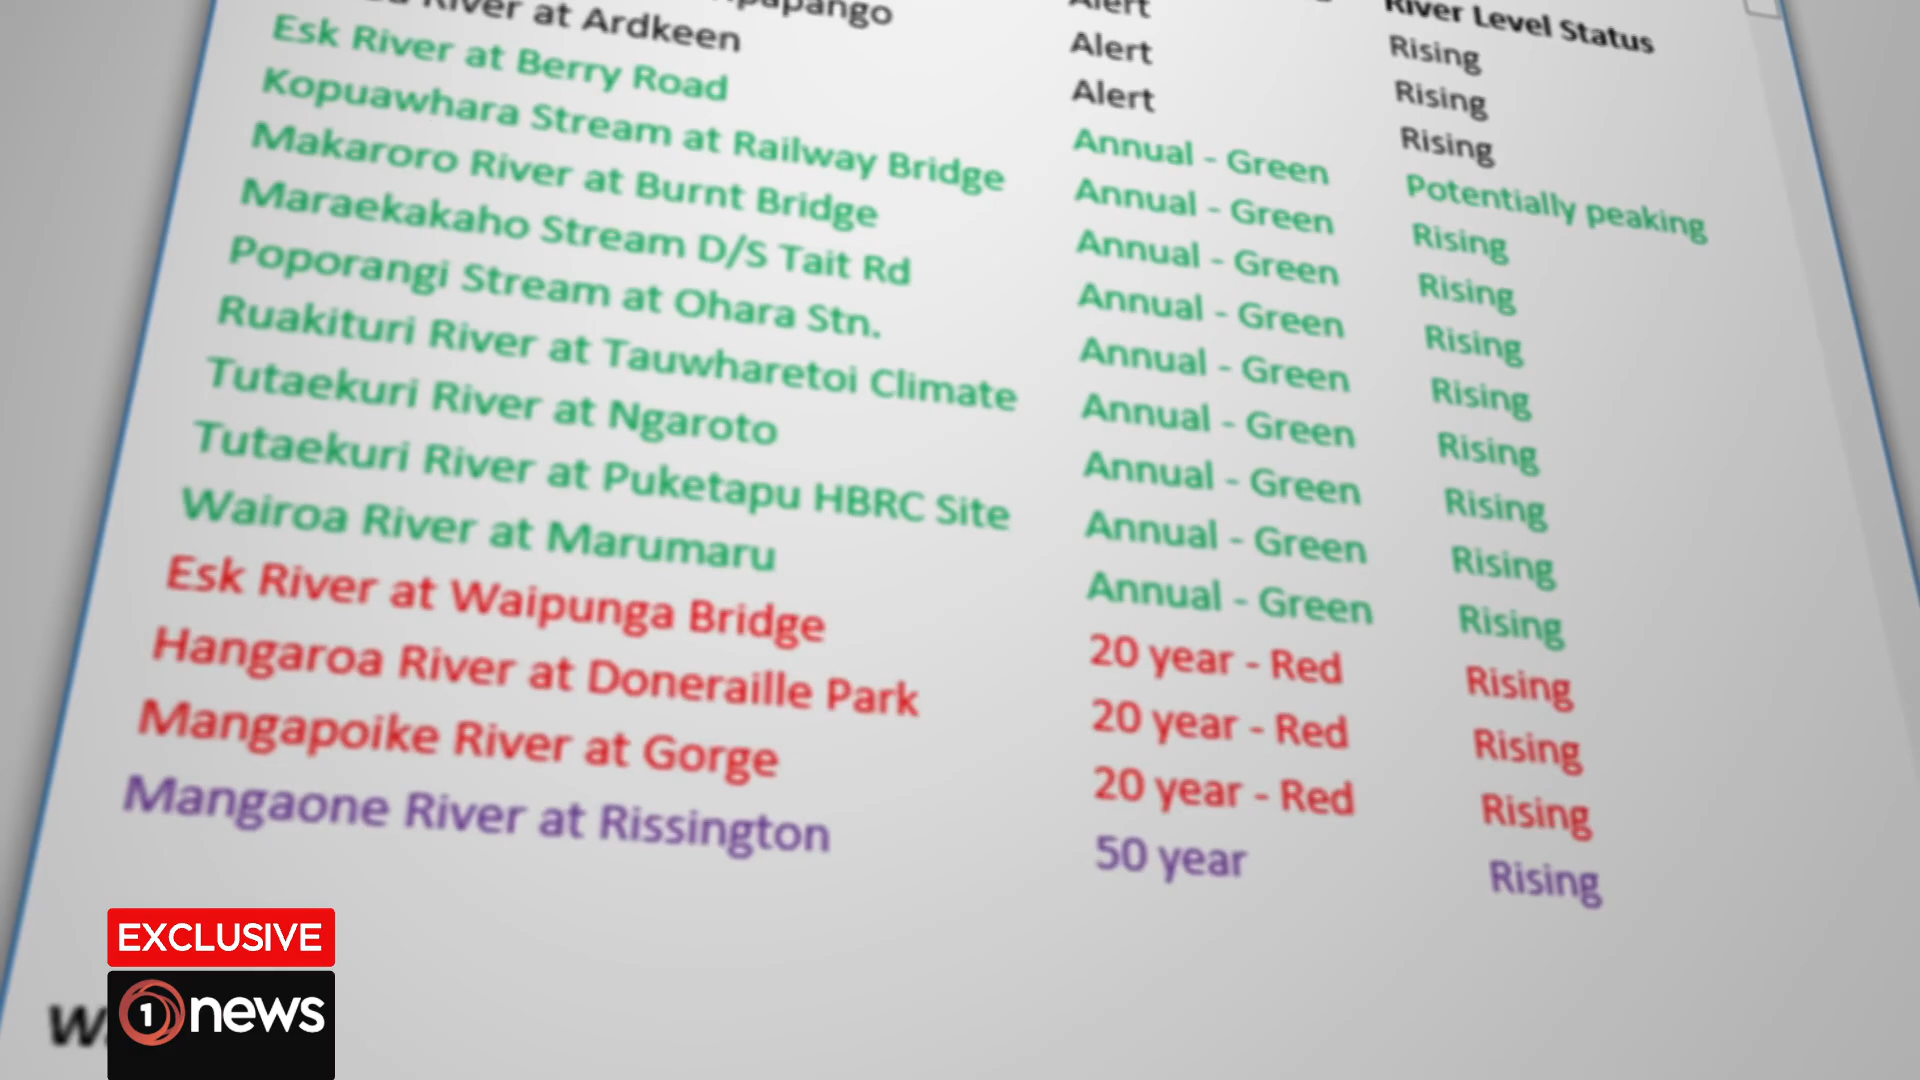 River Level Status
Alert Rising
Alert Rising
River at Ardkeen Alert Rising
Esk River at Berry Road Annual - Green Potentially peaking
Kopuawhara Stream at Railway Bridge Annual - Green Rising
Makaroro River at Burnt Bridge Annual - Green Rising
Maraekakaho Stream D/S Tait Rd Annual - Green Rising
Poporangi Stream at Ohara Stn. Annual - Green Rising
Ruakituri River at Tauwharetoi Climate Annual - Green Rising
Tutaekuri River at Ngaroto Annual - Green Rising
Tutaekuri River at Puketapu HBRC Site Annual - Green Rising
Wairoa River at Marumaru Annual - Green Rising
Esk River at Waipunga Bridge 20 year - Red Rising
Hangaroa River at Doneraille Park 20 year - Red Rising
Mangapoike River at Gorge 20 year - Red Rising
Mangaone River at Rissington 50 year Rising
EXCLUSIVE
1 news